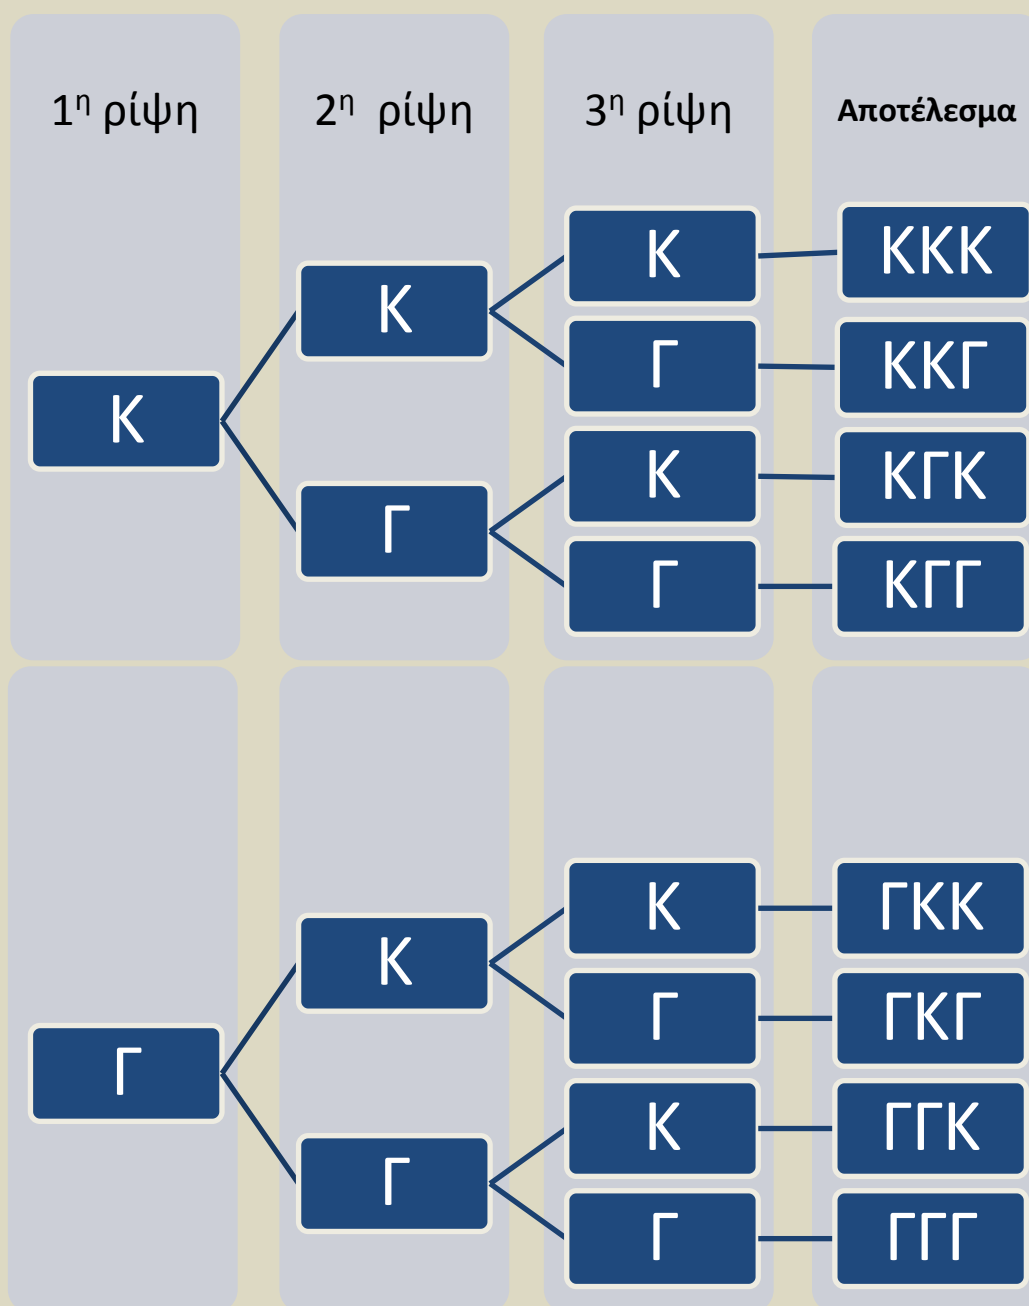 1η ρίψη 2η ρίψη 3η ρίψη Αποτέλεσμα
Κ ΚΚΚ
Κ
Γ ΚΚΓ
Κ
Κ ΚΓΚ
Γ
Γ ΚΓΓ
Κ ΓΚΚ
Κ
Γ ΓΚΓ
Γ
Κ ΓΓΚ
Γ
Γ ΓΓΓ